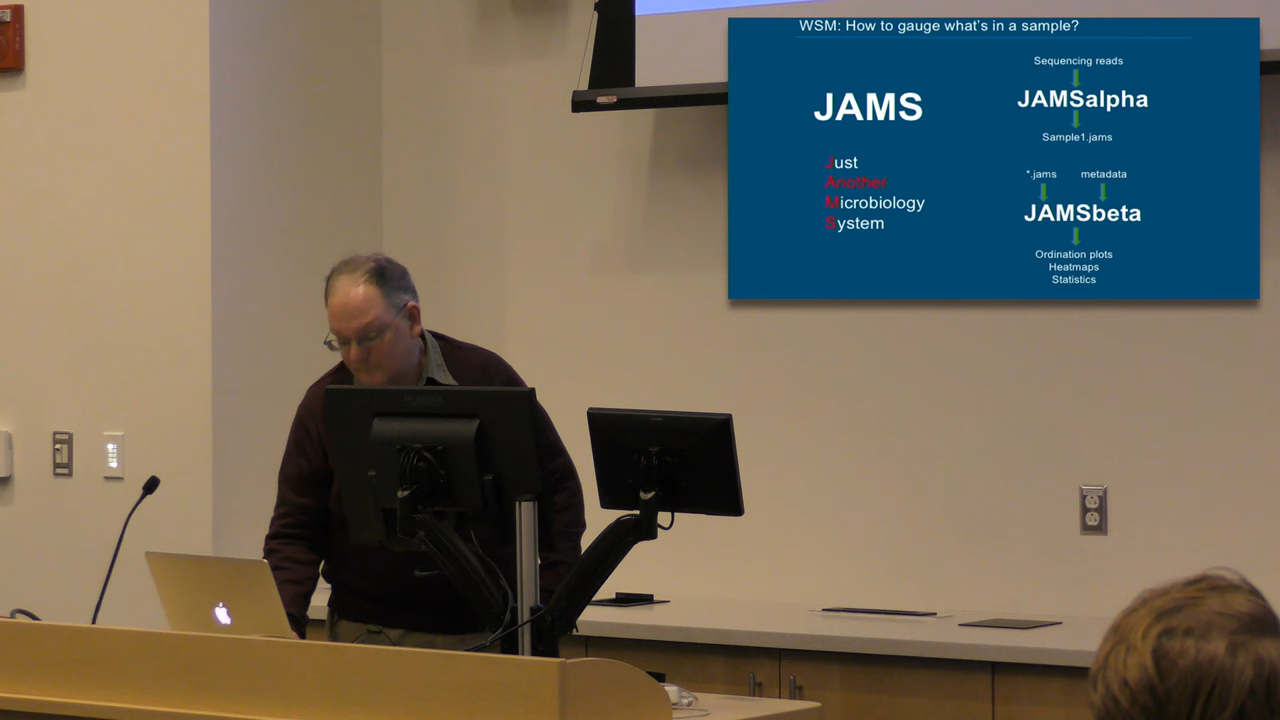 WSM: How to gauge what's in a sample?
JAMS
Just
Another
Microbiology
System
Sequencing reads
JAMSalpha
Sample1.jams
*.jams metadata
JAMSbeta
Ordination plots
Heatmaps
Statistics